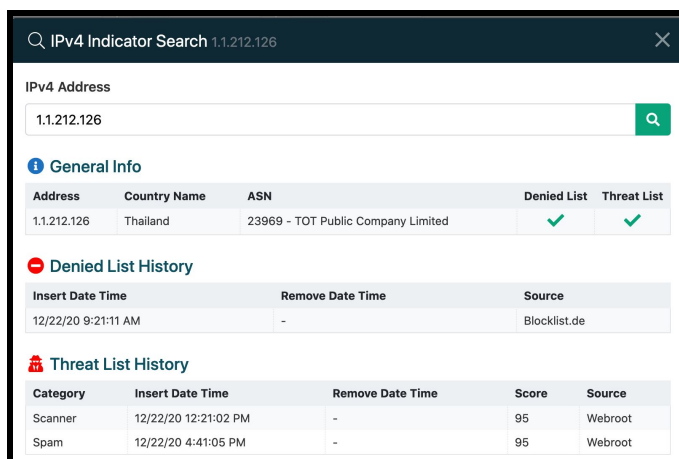 IPv4 Indicator Search 1.1.212.126
IPv4 Address
1.1.212.126
General Info
Address Country Name ASN Denied List Threat List
1.1.212.126 Thailand 23969 - TOT Public Company Limited
Denied List History
Insert Date Time Remove Date Time Source
12/22/20 9:21:11 AM - Blocklist.de
Threat List History
Category Insert Date Time Remove Date Time Score Source
Scanner 12/22/20 12:21:02 PM - 95 Webroot
Spam 12/22/20 4:41:05 PM - 95 Webroot